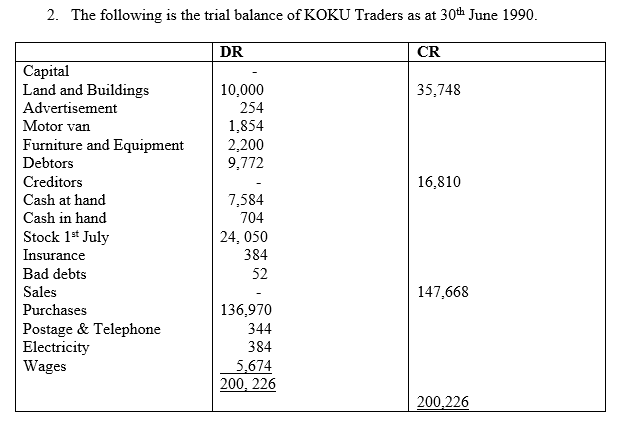 2. The following is the trial balance of KOKU Traders as at 30th June 1990.
DR CR
Capital -
Land and Buildings 10,000 35,748
Advertisement 254
Motor van 1,854
Furniture and Equipment 2,200
Debtors 9,772
Creditors - 16,810
Cash at hand 7,584
Cash in hand 704
Stock 1st July 24, 050
Insurance 384
Bad debts 52
Sales - 147,668
Purchases 136,970
Postage & Telephone 344
Electricity 384
Wages 5,674
200, 226
200,226